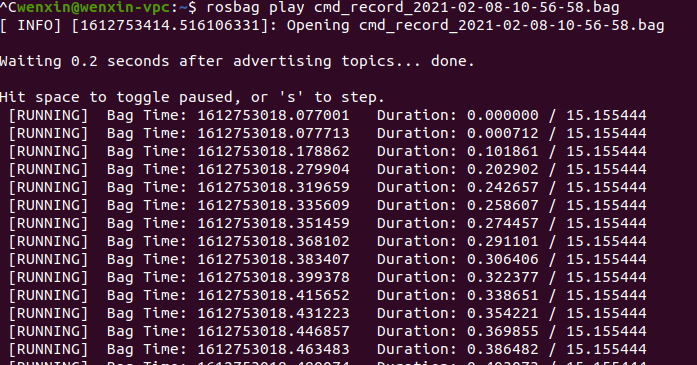 ^Cwenxin@wenxin-vpc:~$ rosbag play cmd_record_2021-02-08-10-56-58.bag
[ INFO] [1612753414.516106331]: Opening cmd_record_2021-02-08-10-56-58.bag
Waiting 0.2 seconds after advertising topics... done.
Hit space to toggle paused, or 's' to step.
[RUNNING]  Bag Time: 1612753018.077001   Duration: 0.000000 / 15.155444
[RUNNING]  Bag Time: 1612753018.077713   Duration: 0.000712 / 15.155444
[RUNNING]  Bag Time: 1612753018.178862   Duration: 0.101861 / 15.155444
[RUNNING]  Bag Time: 1612753018.279904   Duration: 0.202902 / 15.155444
[RUNNING]  Bag Time: 1612753018.319659   Duration: 0.242657 / 15.155444
[RUNNING]  Bag Time: 1612753018.335609   Duration: 0.258607 / 15.155444
[RUNNING]  Bag Time: 1612753018.351459   Duration: 0.274457 / 15.155444
[RUNNING]  Bag Time: 1612753018.368102   Duration: 0.291101 / 15.155444
[RUNNING]  Bag Time: 1612753018.383407   Duration: 0.306406 / 15.155444
[RUNNING]  Bag Time: 1612753018.399378   Duration: 0.322377 / 15.155444
[RUNNING]  Bag Time: 1612753018.415652   Duration: 0.338651 / 15.155444
[RUNNING]  Bag Time: 1612753018.431223   Duration: 0.354221 / 15.155444
[RUNNING]  Bag Time: 1612753018.446857   Duration: 0.369855 / 15.155444
[RUNNING]  Bag Time: 1612753018.463483   Duration: 0.386482 / 15.155444